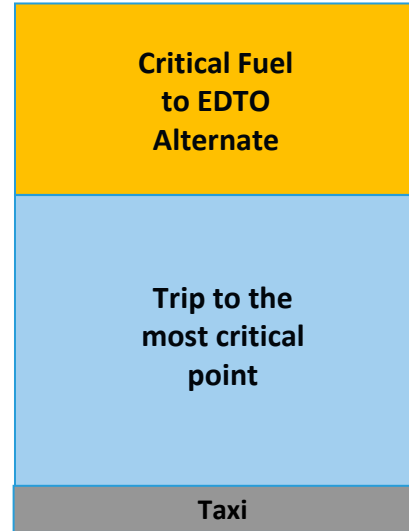 Critical Fuel
to EDTO
Alternate
Trip to the
most critical
point
Taxi